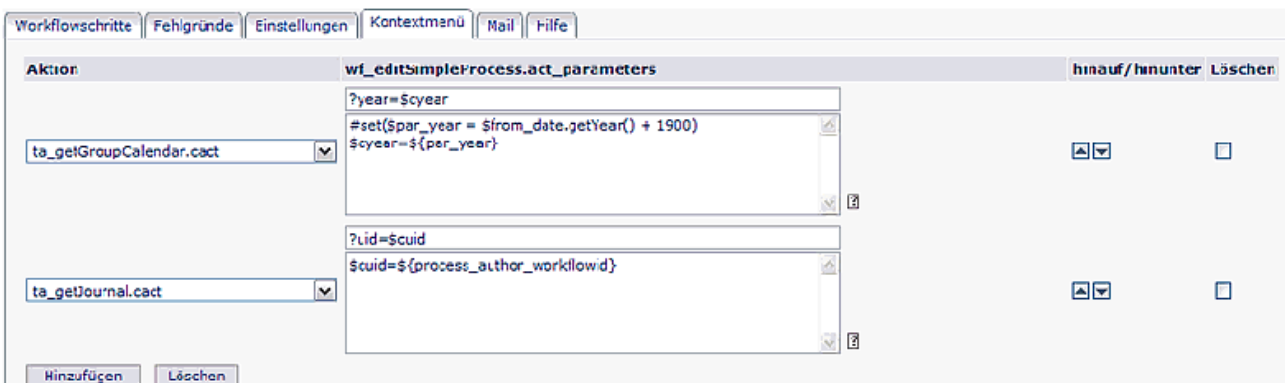 Workflowschritte Fehlgründe Einstellungen Kontextmenü Mail Hilfe
Aktion wf_editSimpleProcess.act_parameters hinauf/hinunter Löschen
?year=$cyear
#set($par_year = $from_date.getYear() + 1900)
$cyear=${par_year}
ta_getGroupCalendar.cact
?uid=$cuid
$cuid=${process_author_workflowid}
ta_getJournal.cact
Hinzufügen Löschen